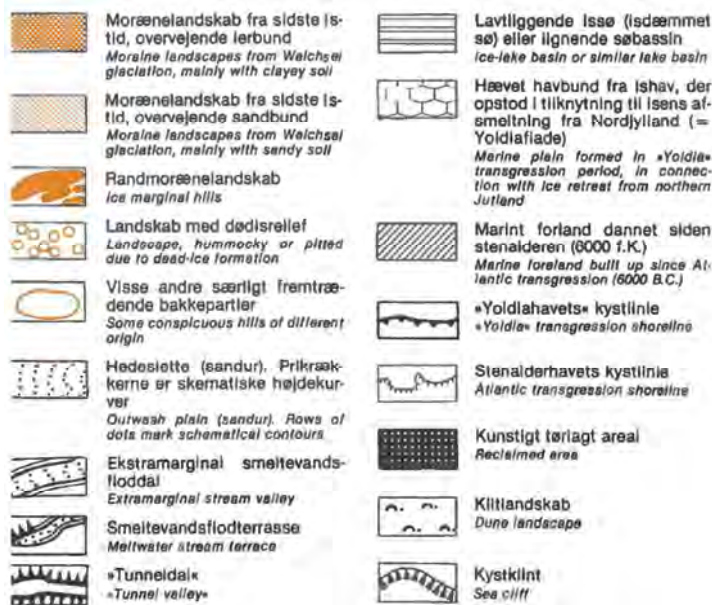 Morænelandskab fra sidste is-
tid, overvejende lerbund
Moraine landscapes from Weichsel
glaciation, mainly with clayey soil
Morænelandskab fra sidste is-
tid, overvejende sandbund
Moraine landscapes from Weichsel
glaciation, mainly with sandy soil
Randmorænelandskab
Ice marginal hills
Landskab med dødisrelief
Landscape, hummocky or pitted
due to dead-ice formation
Visse andre særligt fremtræ-
dende bakkepartier
Some conspicuous hills of different
origin
Hedeslette (sandur). Prikræk-
kerne er skematiske højdekur-
ver
Outwash plain (sandur). Rows of
dots mark schematical contours
Ekstramarginal smeltevands-
floddal
Extramarginal stream valley
Smeltevandsflodterrasse
Meltwater stream terrace
»Tunneldal«
»Tunnel valley«
Lavtliggende issø (isdæmmet
sø) eller lignende søbassin
Ice-lake basin or similar lake basin
Hævet havbund fra Ishav, der
opstod i tilknytning til isens af-
smeltning fra Nordjylland (=
Yoldiaflade)
Marine plain formed in »Yoldia«
transgression period, in connec-
tion with ice retreat from northern
Jutland
Marint forland dannet siden
stenalderen (6000 f.K.)
Marine foreland built up since At-
lantic transgression (6000 B.C.)
»Yoldiahavets« kystlinie
»Yoldia« transgression shoreline
Stenalderhavets kystlinie
Atlantic transgression shoreline
Kunstigt tørlagt areal
Reclaimed area
Klitlandskab
Dune landscape
Kystklint
Sea cliff